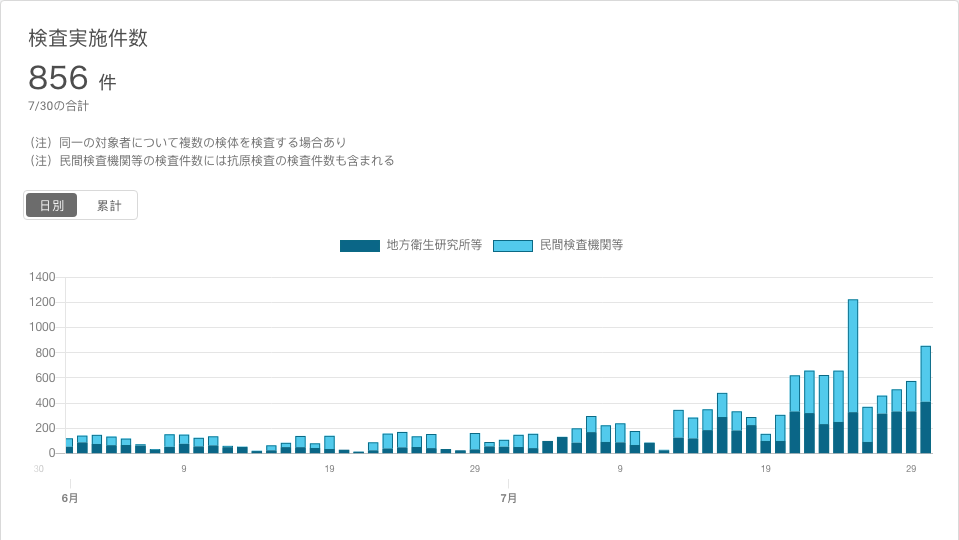 検査実施件数
856 件
7/30の合計
（注）同一の対象者について複数の検体を検査する場合あり
（注）民間検査機関等の検査件数には抗原検査の検査件数も含まれる
日別 累計
地方衛生研究所等 民間検査機関等
1400
1200
1000
800
600
400
200
0
30 9 19 29 9 19 29
6月 7月